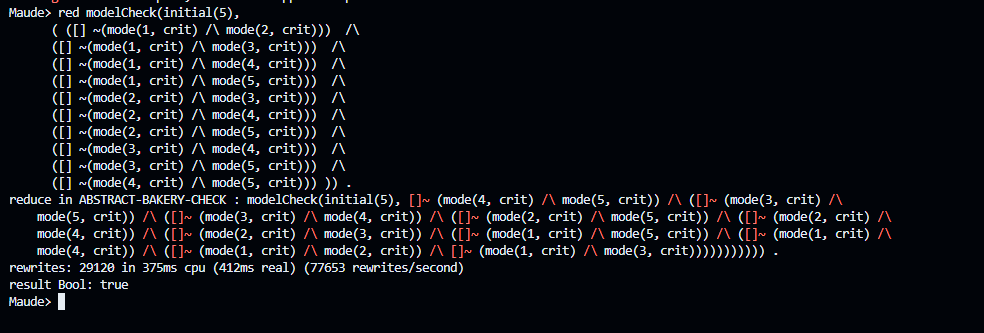 Maude> red modelCheck(initial(5),
( ([] ~(mode(1, crit) /\ mode(2, crit)))  /\
([] ~(mode(1, crit) /\ mode(3, crit)))  /\
([] ~(mode(1, crit) /\ mode(4, crit)))  /\
([] ~(mode(1, crit) /\ mode(5, crit)))  /\
([] ~(mode(2, crit) /\ mode(3, crit)))  /\
([] ~(mode(2, crit) /\ mode(4, crit)))  /\
([] ~(mode(2, crit) /\ mode(5, crit)))  /\
([] ~(mode(3, crit) /\ mode(4, crit)))  /\
([] ~(mode(3, crit) /\ mode(5, crit)))  /\
([] ~(mode(4, crit) /\ mode(5, crit))) )) .
reduce in ABSTRACT-BAKERY-CHECK : modelCheck(initial(5), []~ (mode(4, crit) /\ mode(5, crit)) /\ ([]~ (mode(3, crit) /\
mode(5, crit)) /\ ([]~ (mode(3, crit) /\ mode(4, crit)) /\ ([]~ (mode(2, crit) /\ mode(5, crit)) /\ ([]~ (mode(2, crit) /\
mode(4, crit)) /\ ([]~ (mode(2, crit) /\ mode(3, crit)) /\ ([]~ (mode(1, crit) /\ mode(5, crit)) /\ ([]~ (mode(1, crit) /\
mode(4, crit)) /\ ([]~ (mode(1, crit) /\ mode(2, crit)) /\ []~ (mode(1, crit) /\ mode(3, crit))))))))))) .
rewrites: 29120 in 375ms cpu (412ms real) (77653 rewrites/second)
result Bool: true
Maude>